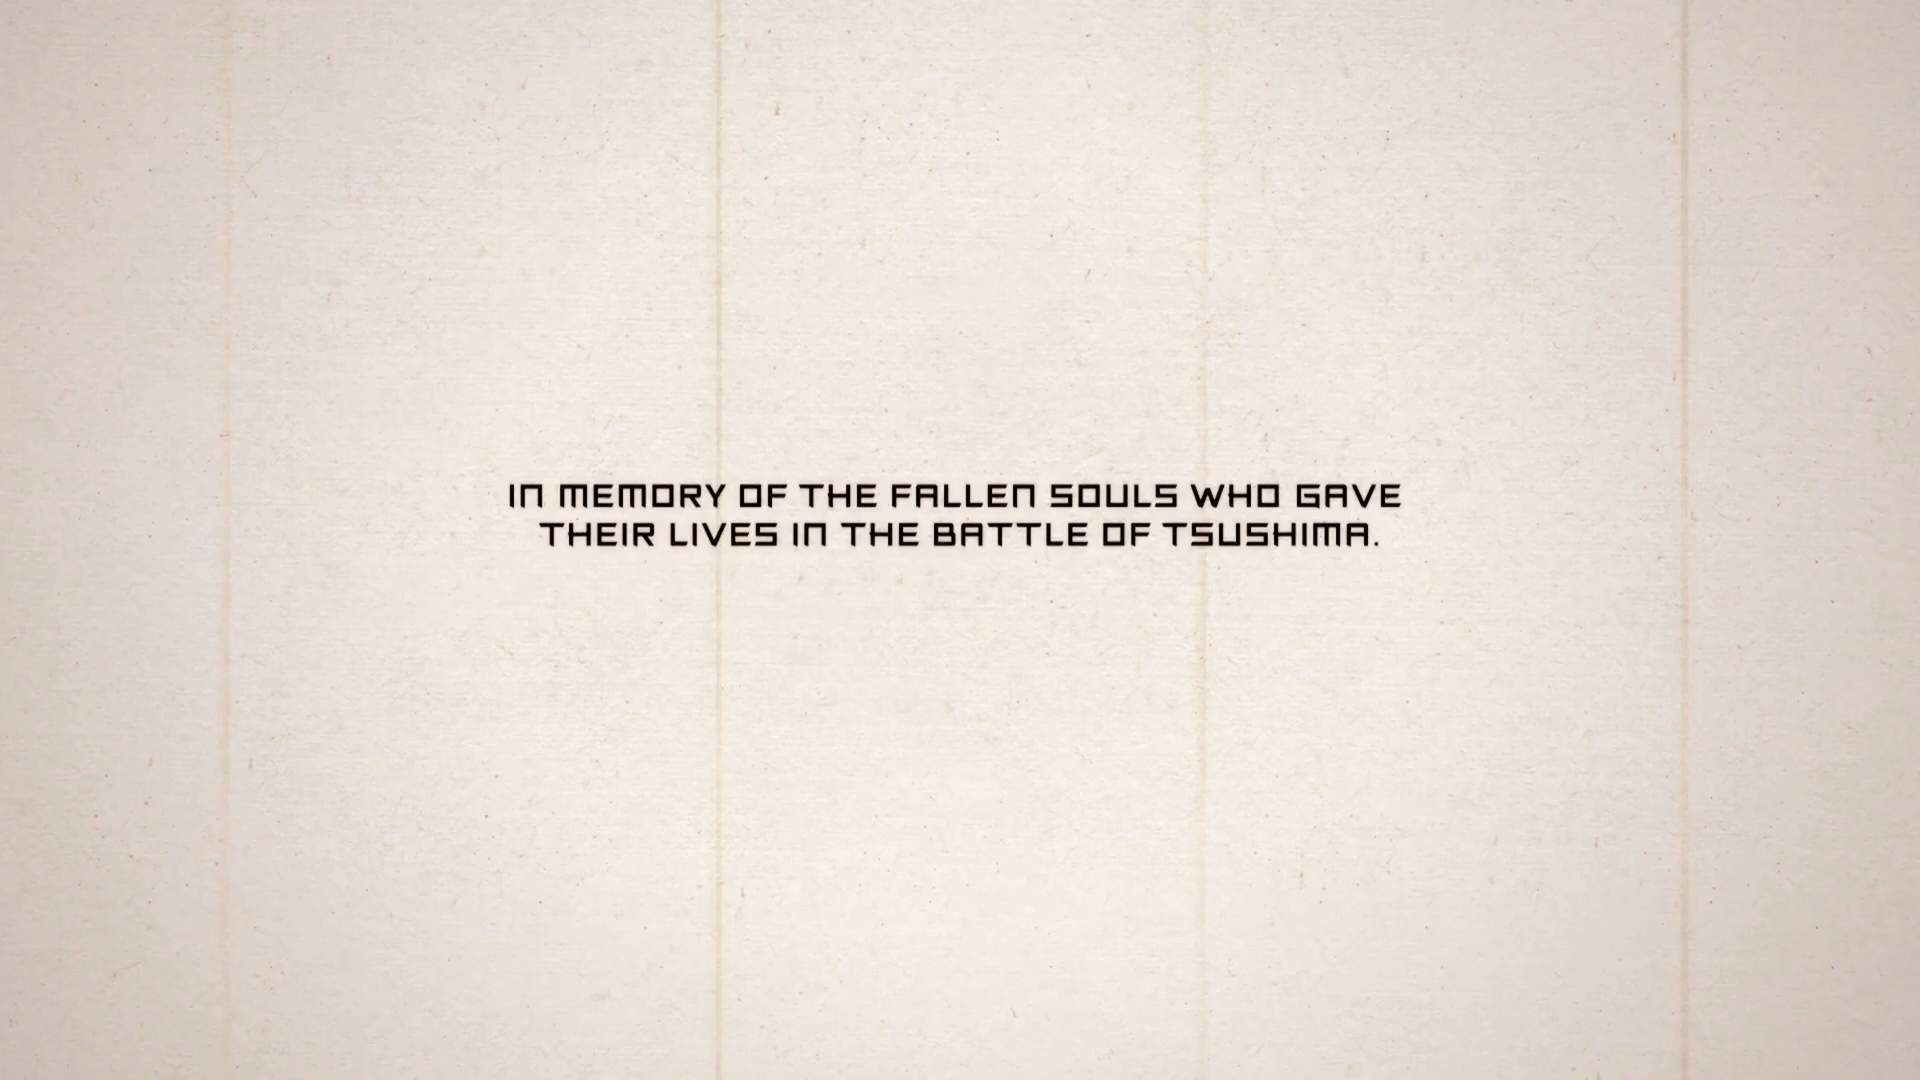 IN MEMORY OF THE FALLEN SOULS WHO GAVE
THEIR LIVES IN THE BATTLE OF TSUSHIMA.